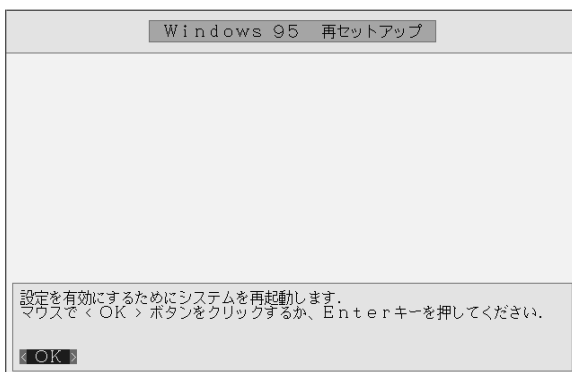 Windows 95 再セットアップ
設定を有効にするためにシステムを再起動します.
マウスで < OK > ボタンをクリックするか、Enterキーを押してください.
< OK >